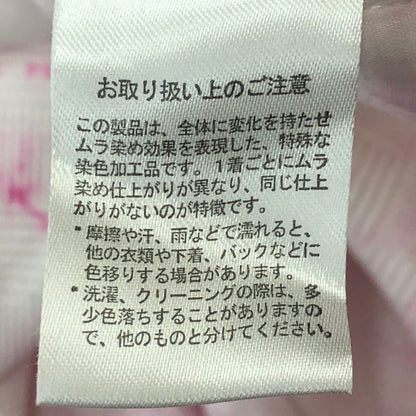 お取り扱い上のご注意
この製品は、全体に変化を持たせ
ムラ染め効果を表現した、特殊な
染色加工品です。1着ごとにムラ
染め仕上がりが異なり、同じ仕上
がりがないのが特徴です。
*摩擦や汗、雨などで濡れると、
他の衣類や下着、バックなどに
色移りする場合があります。
*洗濯、クリーニングの際は、多
少色落ちすることがありますの
で、他のものと分けてください。